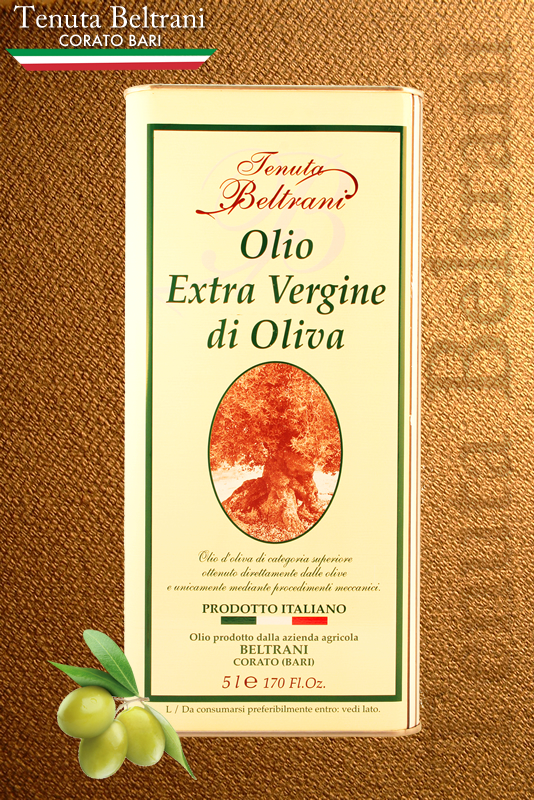 Tenuta Beltrani
CORATO BARI
Tenuta
Beltrani
Olio
Extra Vergine
di Oliva
Olio d'oliva di categoria superiore
ottenuto direttamente dalle olive
e unicamente mediante procedimenti meccanici.
PRODOTTO ITALIANO
Olio prodotto dalla azienda agricola
BELTRANI
CORATO (BARI)
5 l e 170 Fl.Oz.
L / Da consumarsi preferibilmente entro: vedi lato.
Tenuta Beltrani